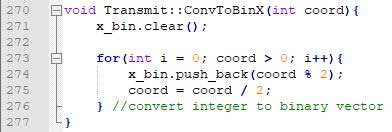 270 void Transmit::ConvToBinX(int coord){
271 x_bin.clear();
272
273 for(int i = 0; coord > 0; i++){
274 x_bin.push_back(coord % 2);
275 coord = coord / 2;
276 } //convert integer to binary vector
277 }